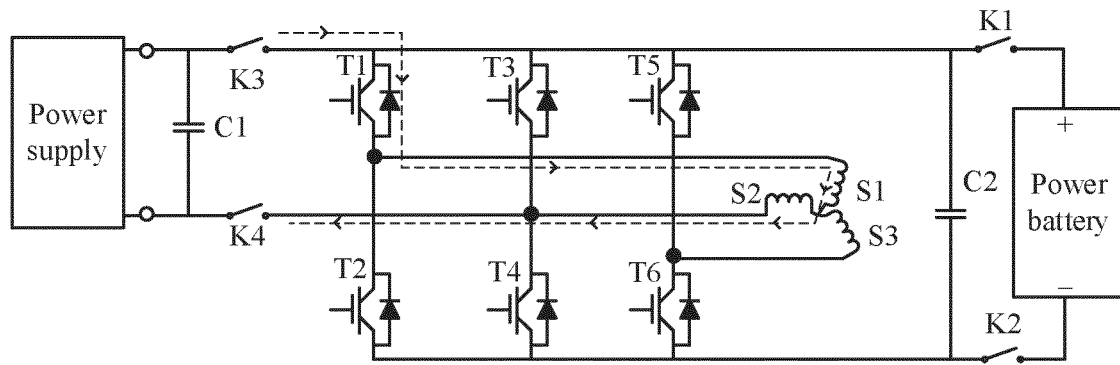 K1
K3
T1
T3
T5
Power
supply
C1
+
Power
battery
−
C2
S1
S2
S3
K4
T2
T4
T6
K2